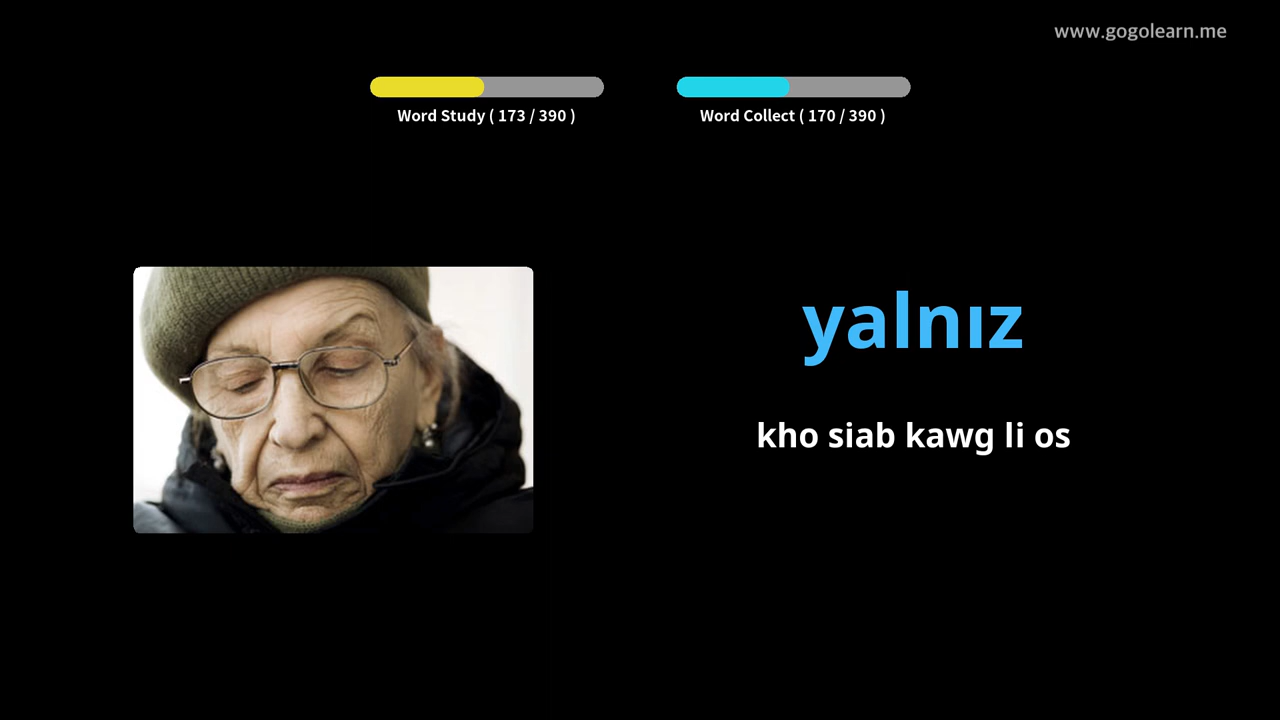 www.gogolearn.me
Word Study ( 173 / 390 )
Word Collect ( 170 / 390 )
yalnız
kho siab kawg li os